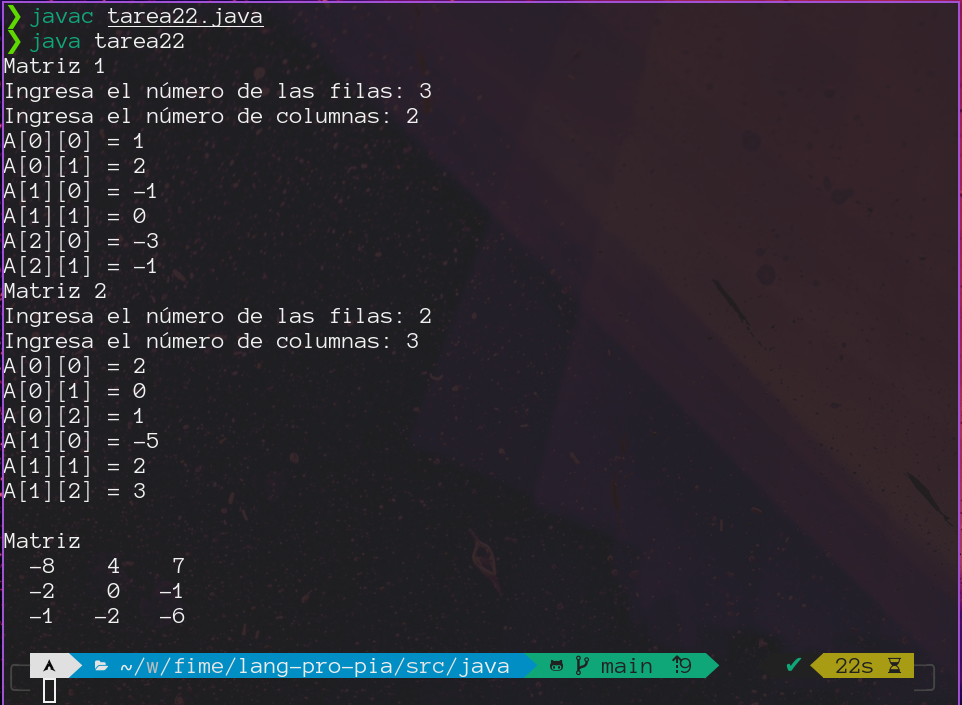 ❯ javac tarea22.java
❯ java tarea22
Matriz 1
Ingresa el número de las filas: 3
Ingresa el número de columnas: 2
A[0][0] = 1
A[0][1] = 2
A[1][0] = -1
A[1][1] = 0
A[2][0] = -3
A[2][1] = -1
Matriz 2
Ingresa el número de las filas: 2
Ingresa el número de columnas: 3
A[0][0] = 2
A[0][1] = 0
A[0][2] = 1
A[1][0] = -5
A[1][1] = 2
A[1][2] = 3
Matriz
-8 4 7
-2 0 -1
-1 -2 -6
~/w/fime/lang-pro-pia/src/java main ⇡9 ✔ 22s